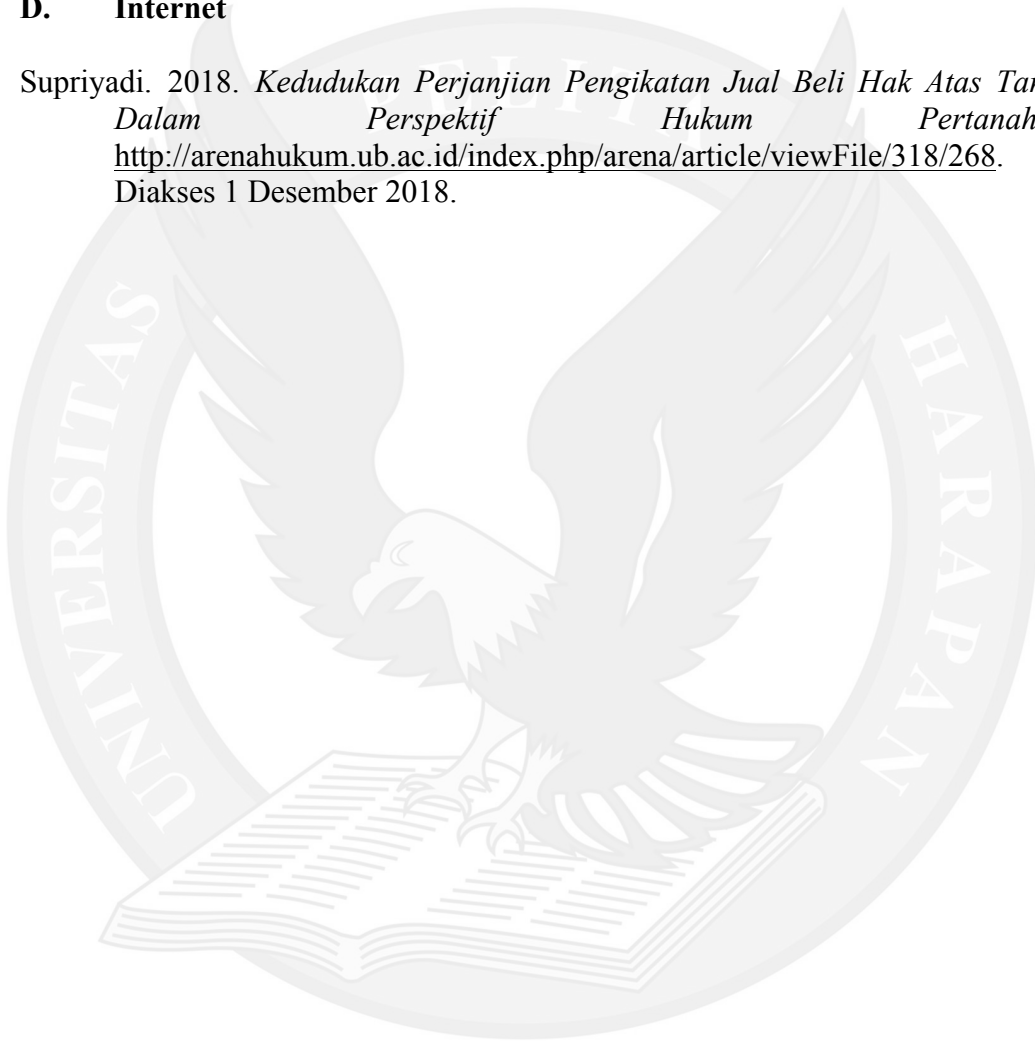 D. Internet
Supriyadi. 2018. Kedudukan Perjanjian Pengikatan Jual Beli Hak Atas
Dalam Perspektif Hukum Pertanah
http://arenahukum.ub.ac.id/index.php/arena/article/viewFile/318/268.
Diakses 1 Desember 2018.
UNIVERSITAS PELITA HARAPAN